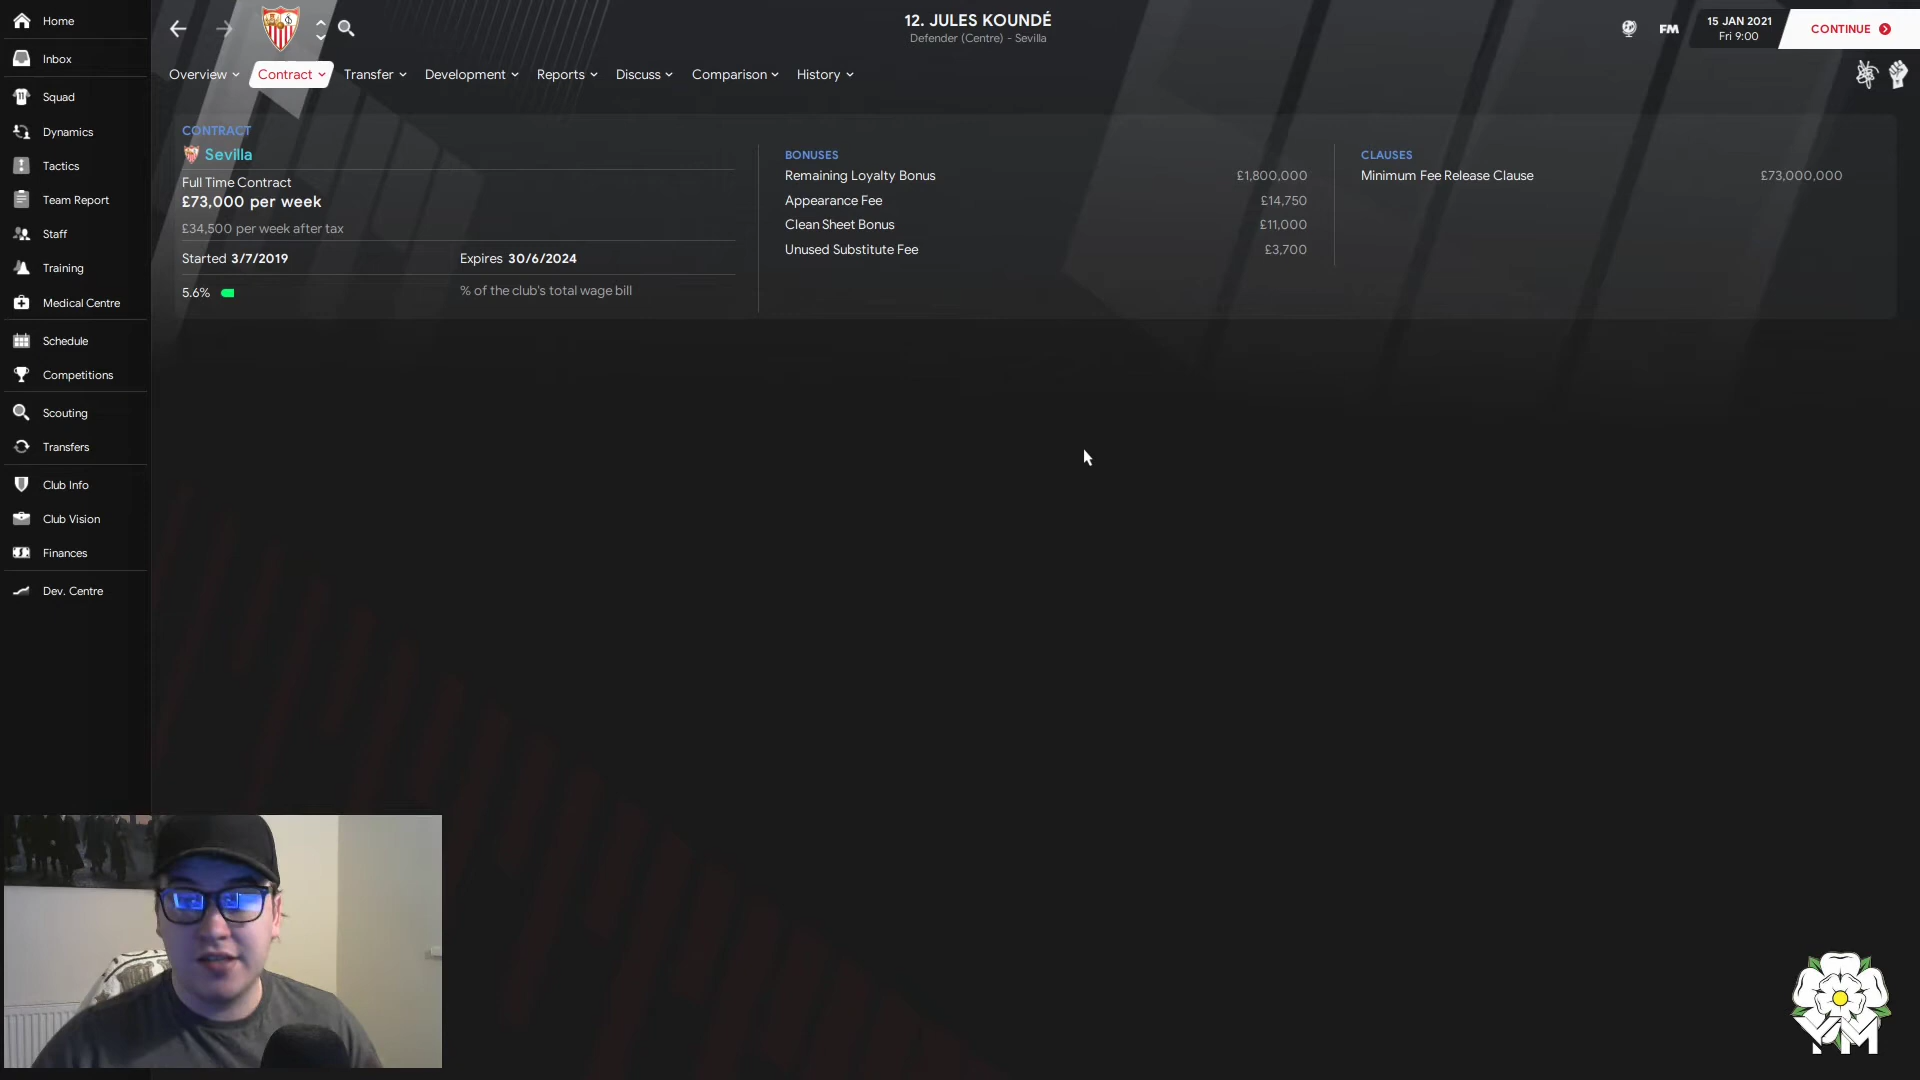 Home
Inbox
Squad
Dynamics
Tactics
Team Report
Staff
Training
Medical Centre
Schedule
Competitions
Scouting
Transfers
Club Info
Club Vision
Finances
Dev. Centre
12. JULES KOUNDÉ
Defender (Centre) - Sevilla
FM
15 JAN 2021
Fri 9:00
CONTINUE
Overview
Contract
Transfer
Development
Reports
Discuss
Comparison
History
CONTRACT
Sevilla
Full Time Contract
£73,000 per week
£34,500 per week after tax
Started 3/7/2019
Expires 30/6/2024
5.6%
% of the club's total wage bill
BONUSES
Remaining Loyalty Bonus £1,800,000
Appearance Fee £14,750
Clean Sheet Bonus £11,000
Unused Substitute Fee £3,700
CLAUSES
Minimum Fee Release Clause £73,000,000
YM